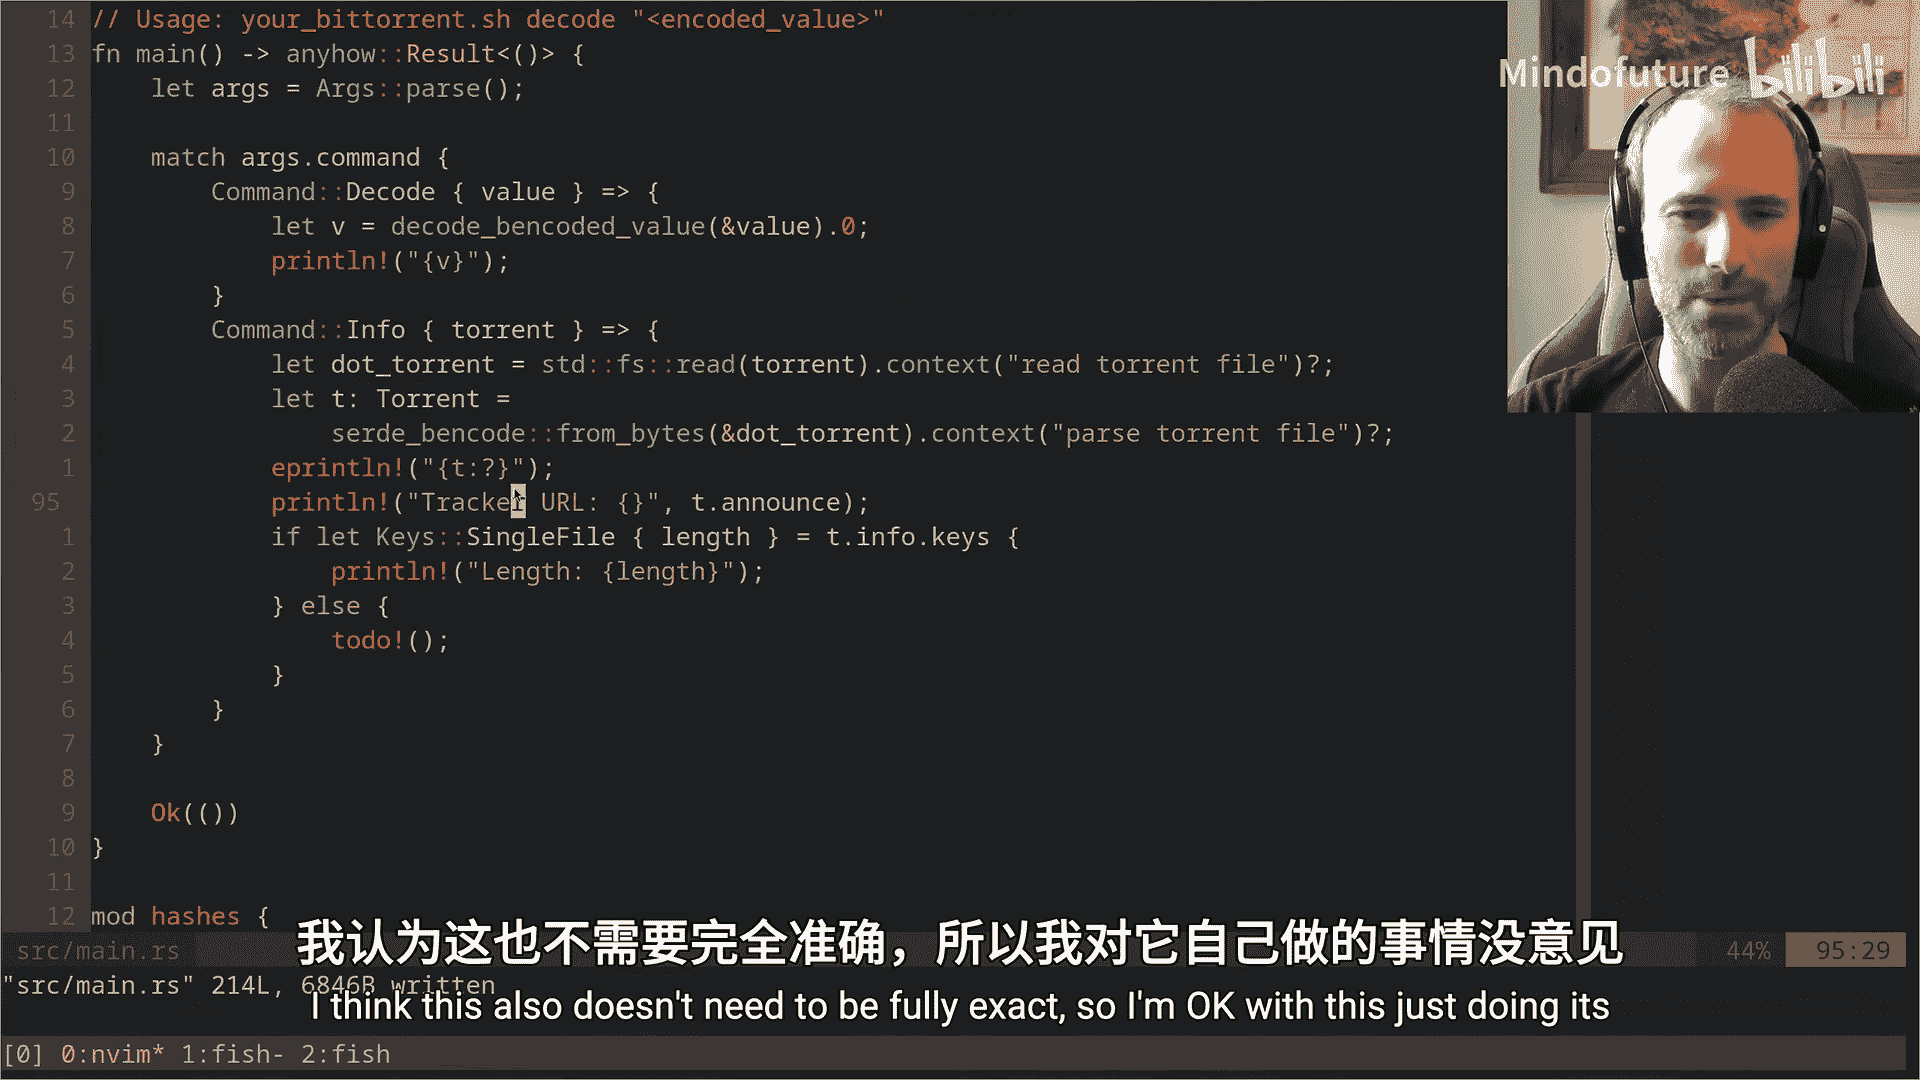 14 // Usage: your_bittorrent.sh decode "<encoded_value>"
13 fn main() -> anyhow::Result<()> {
12     let args = Args::parse();
11
10     match args.command {
9         Command::Decode { value } => {
8             let v = decode_bencoded_value(&value).0;
7             println!("{v}");
6         }
5         Command::Info { torrent } => {
4             let dot_torrent = std::fs::read(torrent).context("read torrent file")?;
3             let t: Torrent =
2                 serde_bencode::from_bytes(&dot_torrent).context("parse torrent file")?;
1             eprintln!("{t:?}");
95             println!("Tracker URL: {}", t.announce);
1             if let Keys::SingleFile { length } = t.info.keys {
2                 println!("Length: {length}");
3             } else {
4                 todo!();
5             }
6         }
7     }
8
9     Ok(())
10 }
11
12 mod hashes {
Mindofuture bilibili
src/main.rs 44% 95:29
我认为这也不需要完全准确，所以我对它自己做的事情没意见
"src/main.rs" 214L, 6846B written
I think this also doesn't need to be fully exact, so I'm OK with this just doing its
[0] 0:nvim* 1:fish- 2:fish